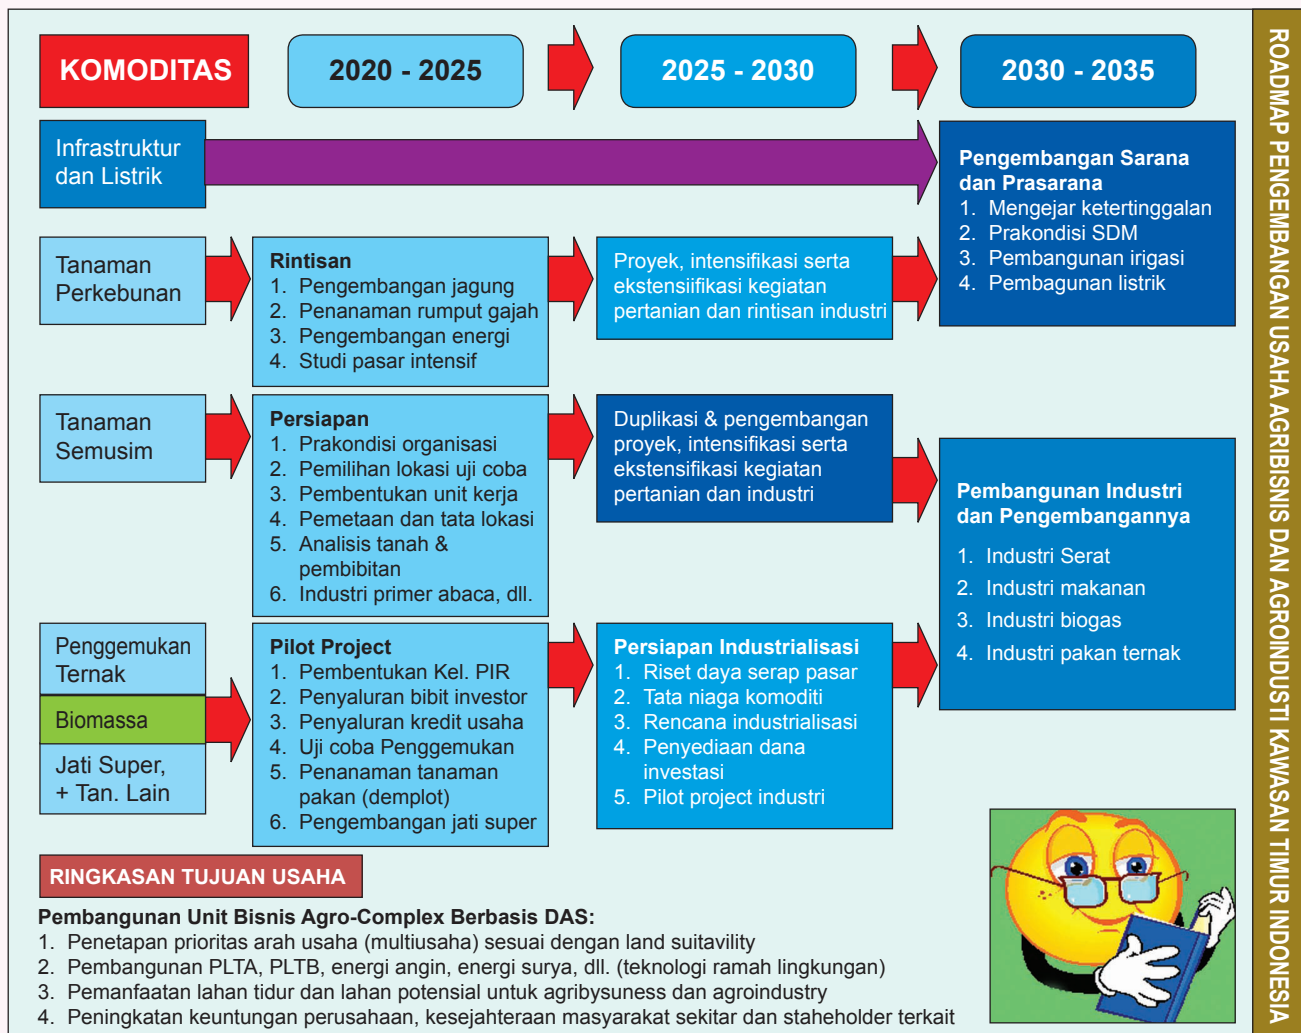 KOMODITAS
2020 - 2025
2025 - 2030
2030 - 2035
Infrastruktur
dan Listrik
Pengembangan Sarana
dan Prasarana
1. Mengejar ketertinggalan
2. Prakondisi SDM
3. Pembangunan irigasi
4. Pembagunan listrik
Tanaman
Perkebunan
Rintisan
1. Pengembangan jagung
2. Penanaman rumput gajah
3. Pengembangan energi
4. Studi pasar intensif
Proyek, intensifikasi serta
ekstensiifikasi kegiatan
pertanian dan rintisan industri
Tanaman
Semusim
Persiapan
1. Prakondisi organisasi
2. Pemilihan lokasi uji coba
3. Pembentukan unit kerja
4. Pemetaan dan tata lokasi
5. Analisis tanah &
pembibitan
6. Industri primer abaca, dll.
Duplikasi & pengembangan
proyek, intensifikasi serta
ekstensifikasi kegiatan
pertanian dan industri
Pembangunan Industri
dan Pengembangannya
1. Industri Serat
2. Industri makanan
3. Industri biogas
4. Industri pakan ternak
Penggemukan
Ternak
Biomassa
Jati Super,
+ Tan. Lain
Pilot Project
1. Pembentukan Kel. PIR
2. Penyaluran bibit investor
3. Penyaluran kredit usaha
4. Uji coba Penggemukan
5. Penanaman tanaman
pakan (demplot)
6. Pengembangan jati super
Persiapan Industrialisasi
1. Riset daya serap pasar
2. Tata niaga komoditi
3. Rencana industrialisasi
4. Penyediaan dana
investasi
5. Pilot project industri
RINGKASAN TUJUAN USAHA
Pembangunan Unit Bisnis Agro-Complex Berbasis DAS:
1. Penetapan prioritas arah usaha (multiusaha) sesuai dengan land suitavility
2. Pembangunan PLTA, PLTB, energi angin, energi surya, dll. (teknologi ramah lingkungan)
3. Pemanfaatan lahan tidur dan lahan potensial untuk agribysuness dan agroindustry
4. Peningkatan keuntungan perusahaan, kesejahteraan masyarakat sekitar dan staheholder terkait
ROADMAP PENGEMBANGAN USAHA AGRIBISNIS DAN AGROINDUSTI KAWASAN TIMUR INDONESIA